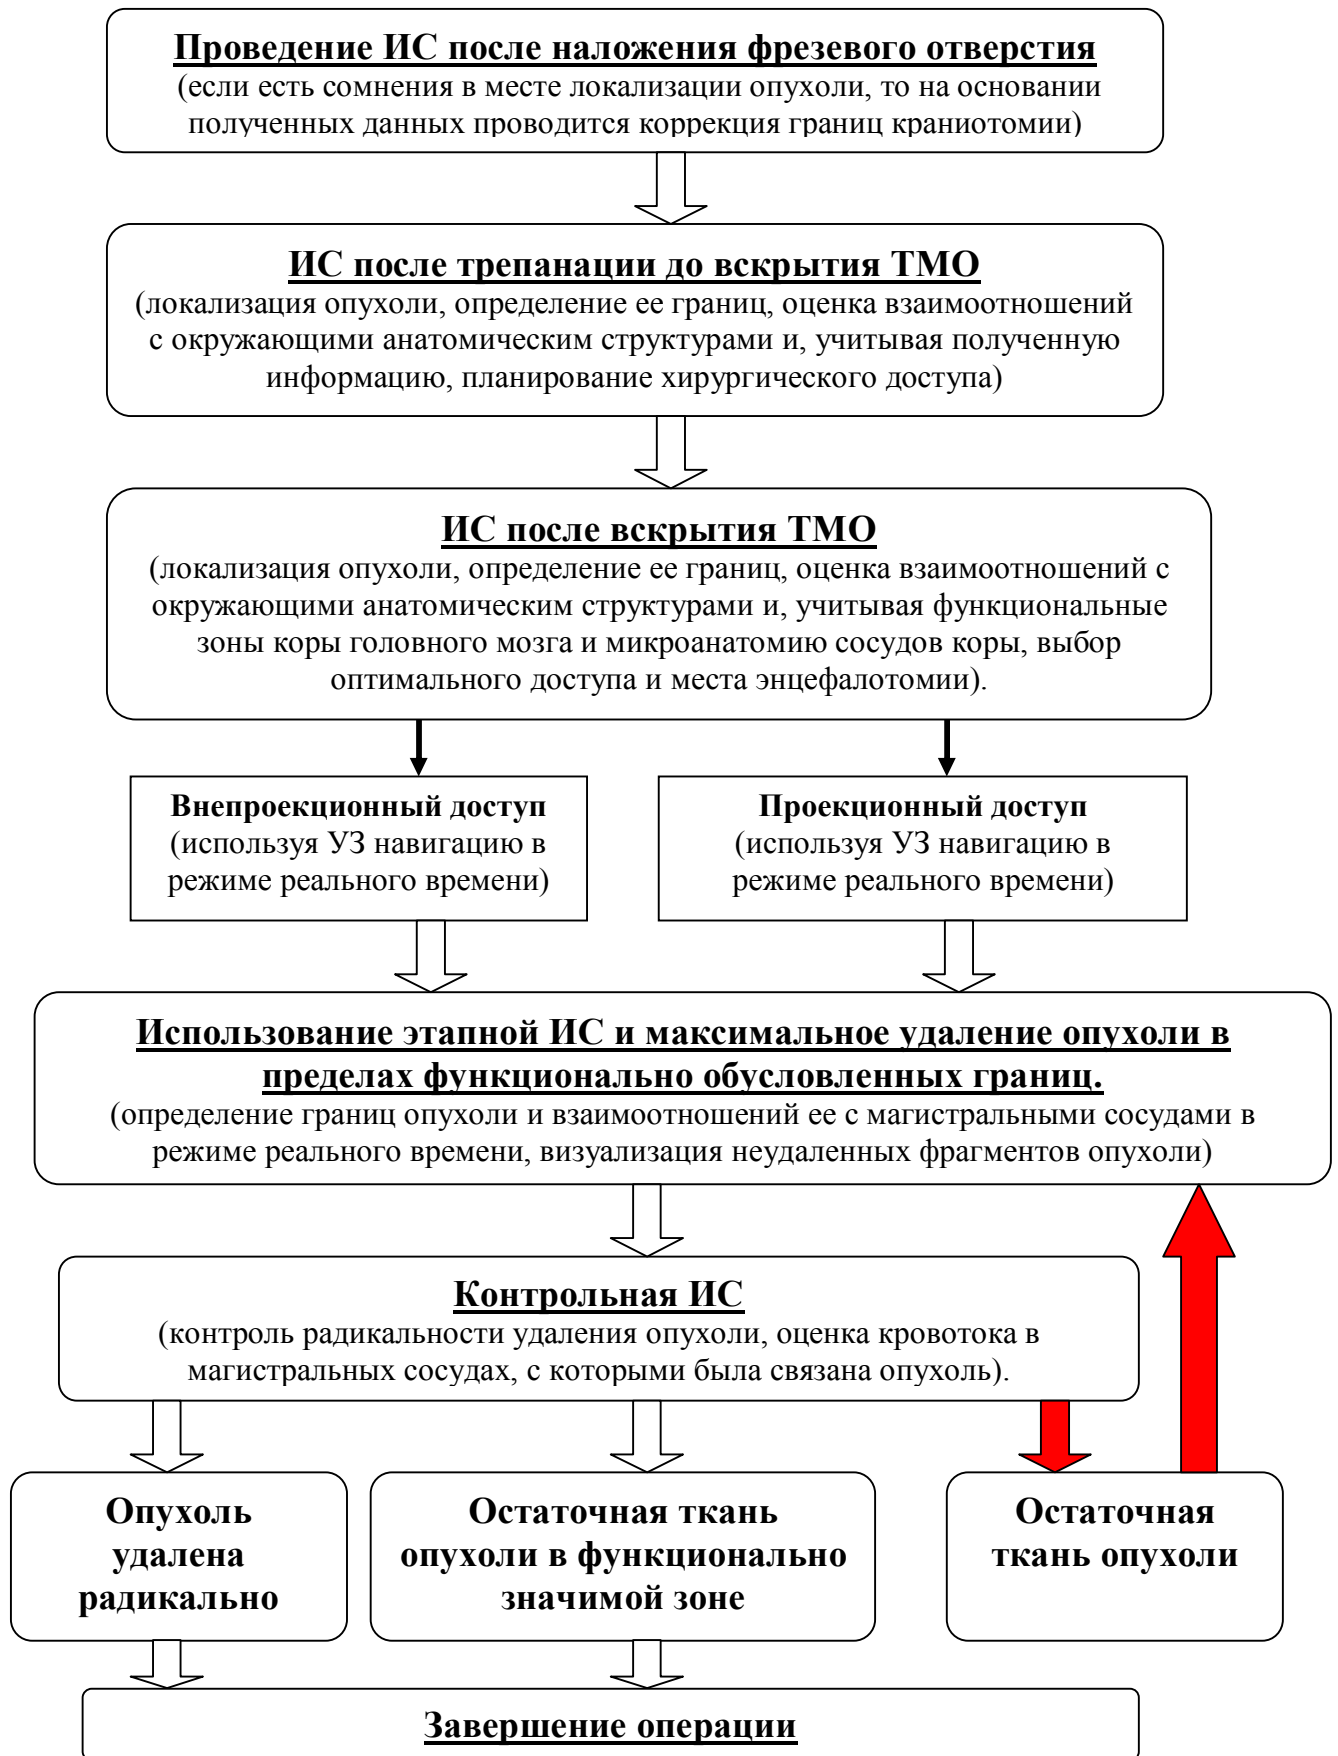 Проведение ИС после наложения фрезевого отверстия
(если есть сомнения в месте локализации опухоли, то на основании
полученных данных проводится коррекция границ краниотомии)
ИС после трепанации до вскрытия ТМО
(локализация опухоли, определение ее границ, оценка взаимоотношений
с окружающими анатомическим структурами и, учитывая полученную
информацию, планирование хирургического доступа)
ИС после вскрытия ТМО
(локализация опухоли, определение ее границ, оценка взаимоотношений с
окружающими анатомическим структурами и, учитывая функциональные
зоны коры головного мозга и микроанатомию сосудов коры, выбор
оптимального доступа и места энцефалотомии).
Внепроекционный доступ
(используя УЗ навигацию в
режиме реального времени)
Проекционный доступ
(используя УЗ навигацию в
режиме реального времени)
Использование этапной ИС и максимальное удаление опухоли в
пределах функционально обусловленных границ.
(определение границ опухоли и взаимоотношений ее с магистральными сосудами в
режиме реального времени, визуализация неудаленных фрагментов опухоли)
Контрольная ИС
(контроль радикальности удаления опухоли, оценка кровотока в
магистральных сосудах, с которыми была связана опухоль).
Опухоль
удалена
радикально
Остаточная ткань
опухоли в функционально
значимой зоне
Остаточная
ткань опухоли
Завершение операции